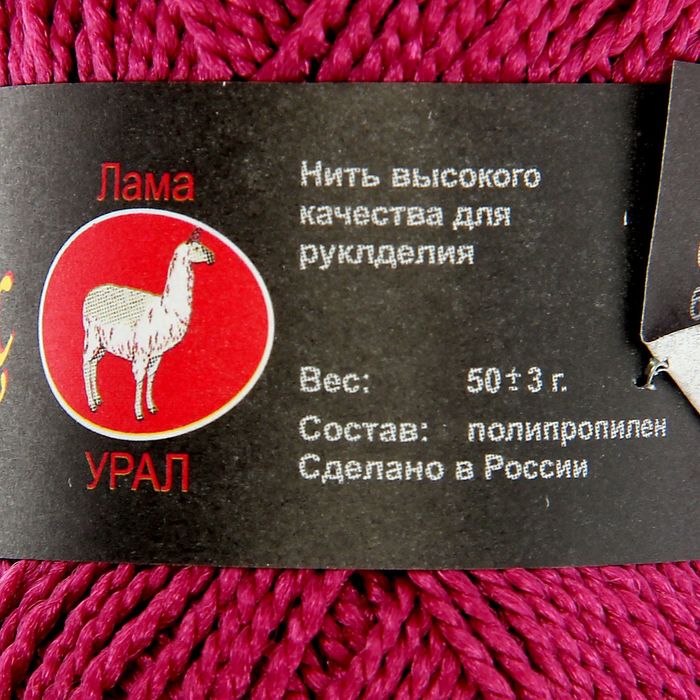 Лама
УРАЛ
Нить высокого
качества для
руклделия
Вес: 50±3 г.
Состав: полипропилен
Сделано в России